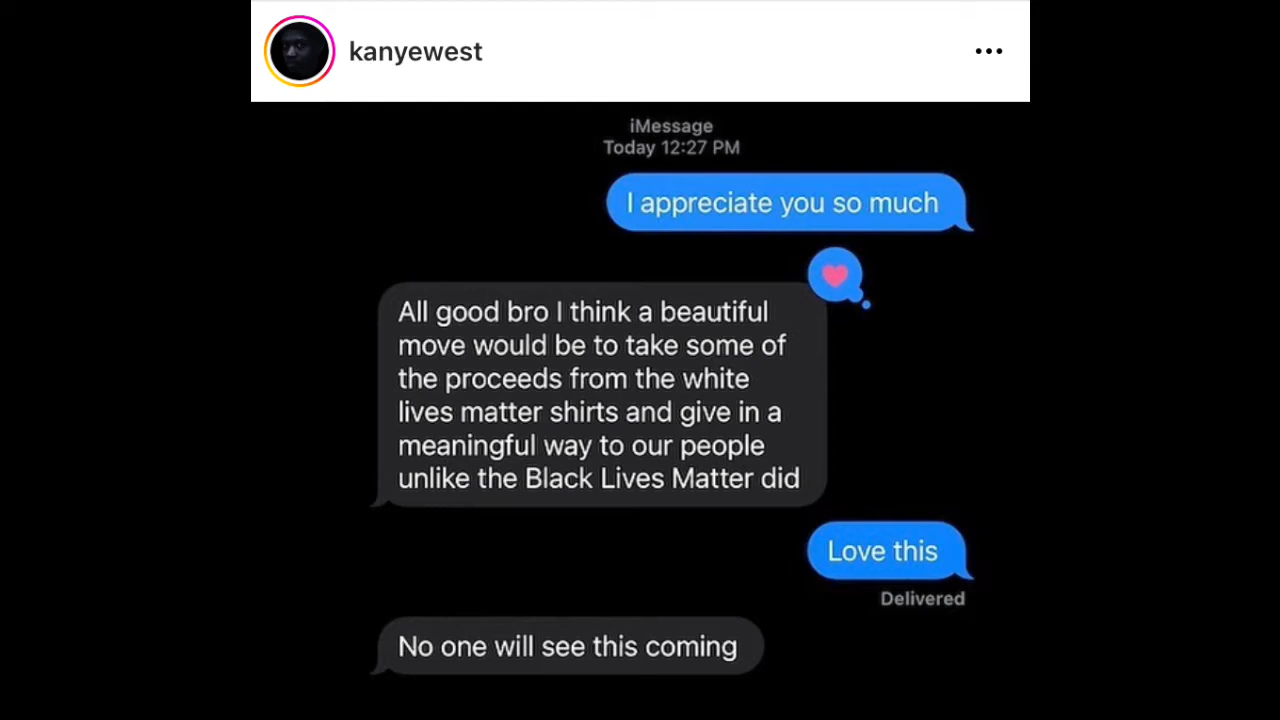 kanyewest
iMessage
Today 12:27 PM
I appreciate you so much
All good bro I think a beautiful
move would be to take some of
the proceeds from the white
lives matter shirts and give in a
meaningful way to our people
unlike the Black Lives Matter did
Love this
Delivered
No one will see this coming